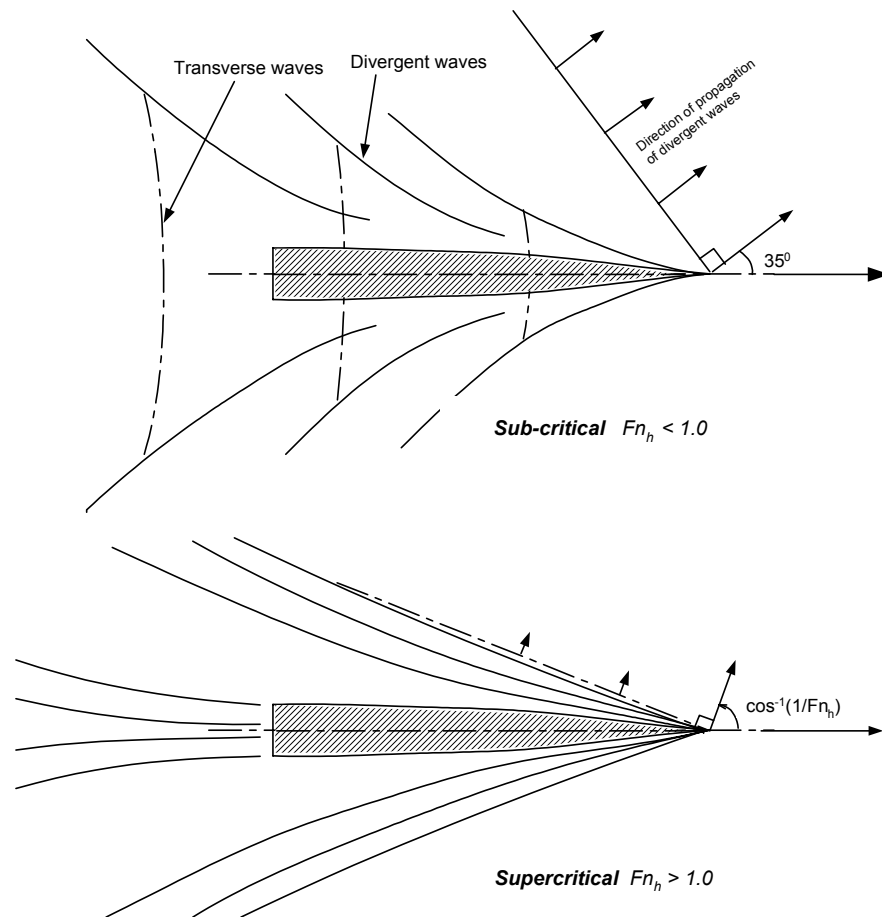 Transverse waves
Divergent waves
Direction of propagation
of divergent waves
35⁰
Sub-critical Fnₕ < 1.0
cos⁻¹(1/Fnₕ)
Supercritical Fnₕ > 1.0